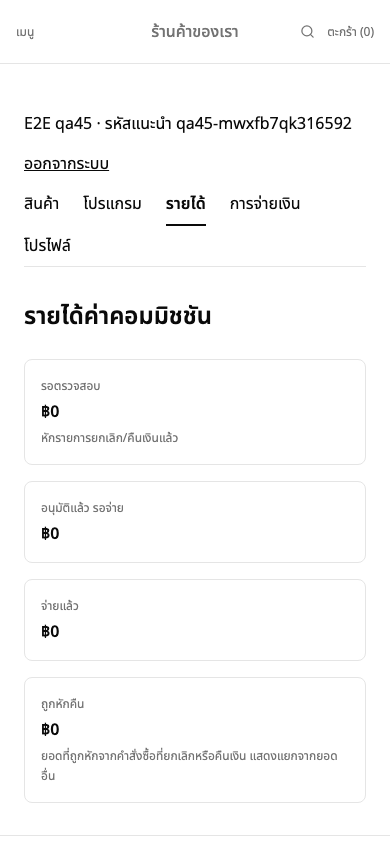 เมนู
ร้านค้าของเรา
ตะกร้า (0)
E2E qa45 · รหัสแนะนำ qa45-mwxfb7qk316592
ออกจากระบบ
สินค้า โปรแกรม รายได้ การจ่ายเงิน
โปรไฟล์
รายได้ค่าคอมมิชชัน
รอตรวจสอบ
฿0
หักรายการยกเลิก/คืนเงินแล้ว
อนุมัติแล้ว รอจ่าย
฿0
จ่ายแล้ว
฿0
ถูกหักคืน
฿0
ยอดที่ถูกหักจากคำสั่งซื้อที่ยกเลิกหรือคืนเงิน แสดงแยกจากยอด
อื่น